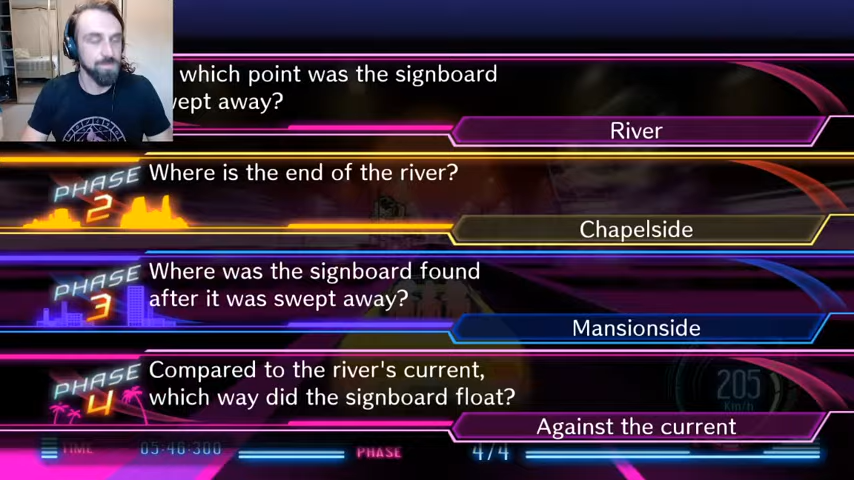 which point was the signboard
wept away?
River
PHASE 2
Where is the end of the river?
Chapelside
PHASE 3
Where was the signboard found
after it was swept away?
Mansionside
PHASE 4
Compared to the river's current,
which way did the signboard float?
Against the current
205
Km/h
TIME 05:46:300 PHASE 4/4